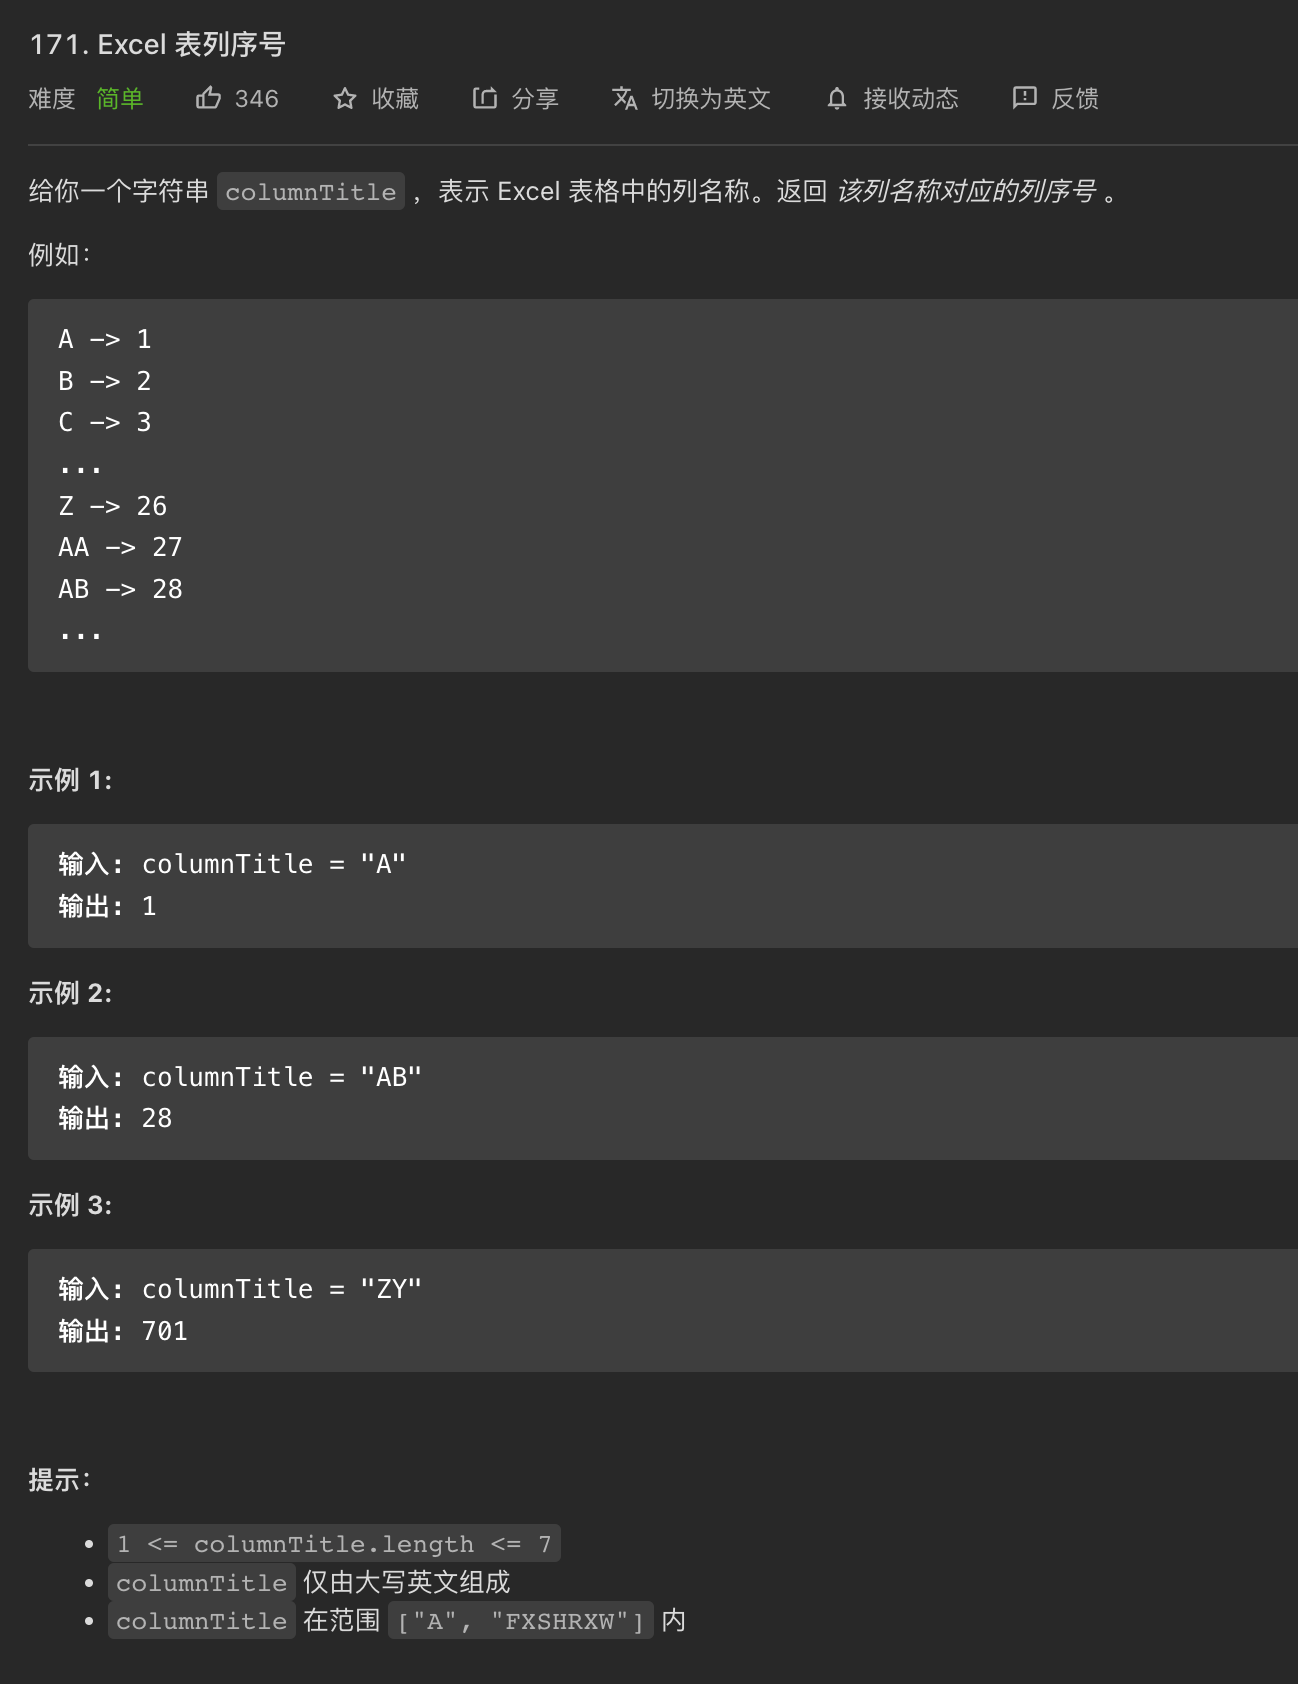 171. Excel 表列序号
难度 简单 346 收藏 分享 切换为英文 接收动态 反馈
给你一个字符串 columnTitle ，表示 Excel 表格中的列名称。返回 该列名称对应的列序号 。
例如：
A -> 1
B -> 2
C -> 3
...
Z -> 26
AA -> 27
AB -> 28
...
示例 1:
输入: columnTitle = "A"
输出: 1
示例 2:
输入: columnTitle = "AB"
输出: 28
示例 3:
输入: columnTitle = "ZY"
输出: 701
提示：
• 1 <= columnTitle.length <= 7
• columnTitle 仅由大写英文组成
• columnTitle 在范围 ["A", "FXSHRXW"] 内